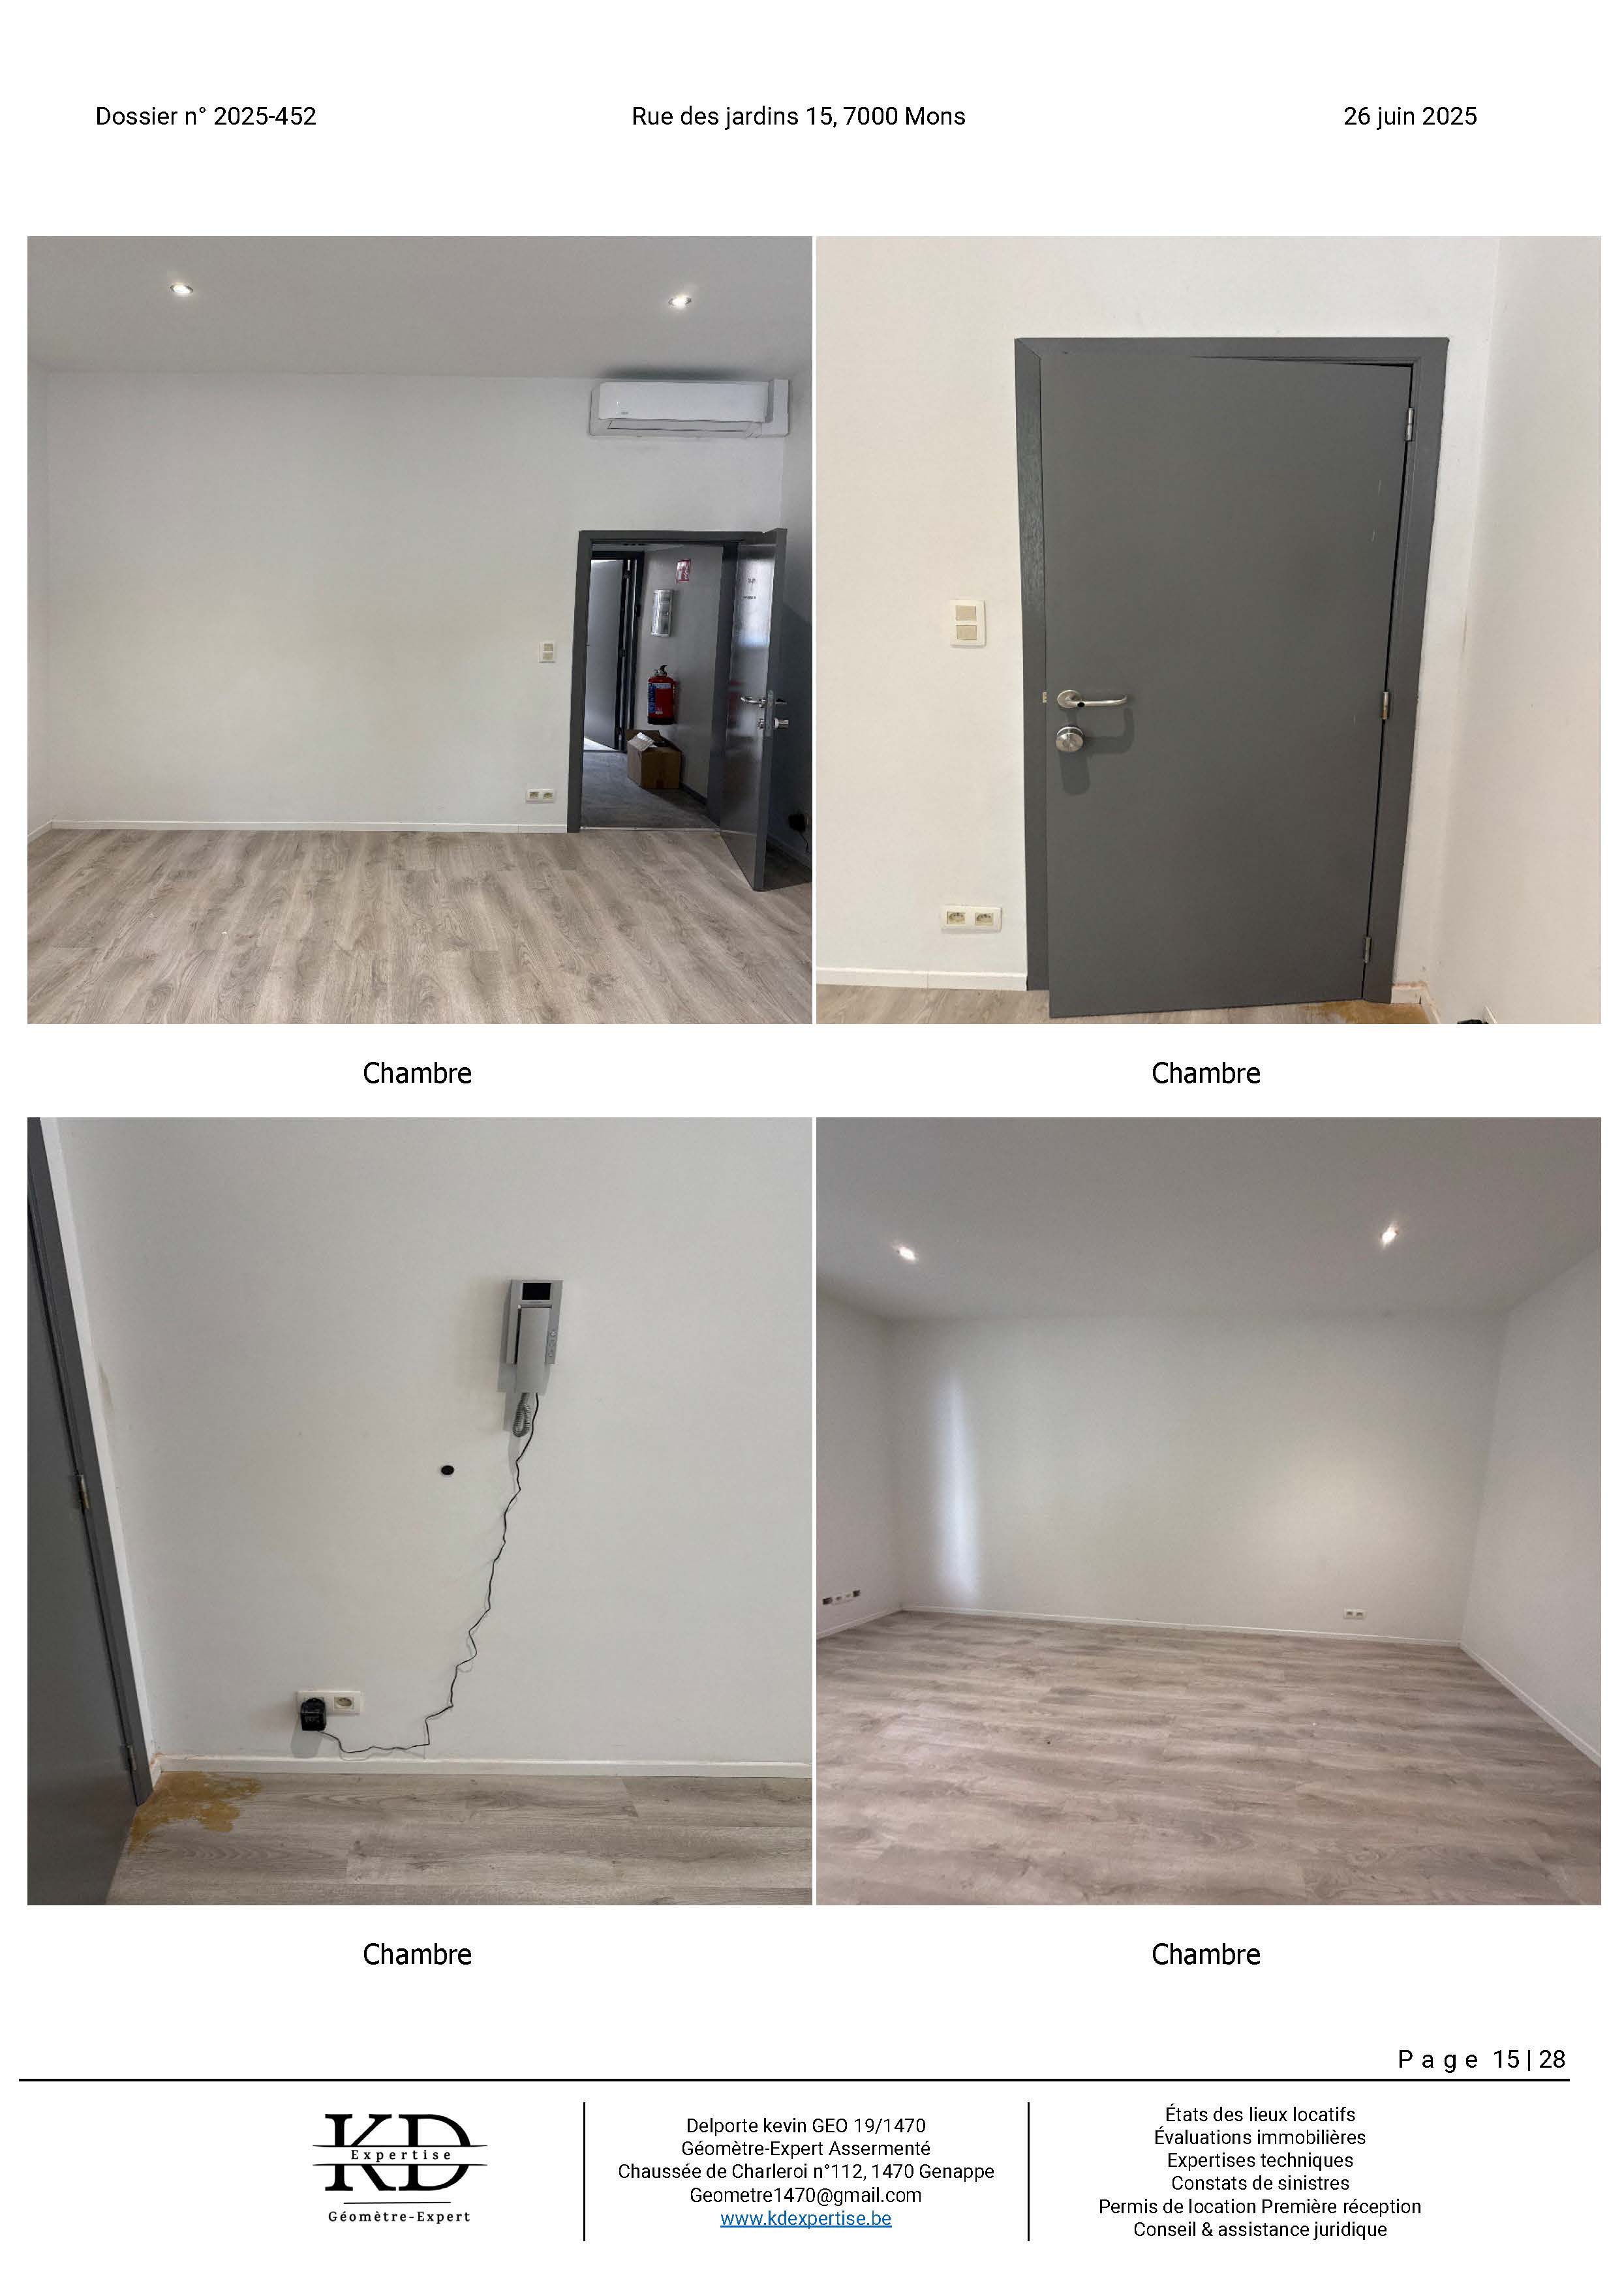 Dossier n° 2025-452
Rue des jardins 15, 7000 Mons
26 juin 2025
Chambre
Chambre
Chambre
Chambre
Page 15 | 28
KD
Expertise
Géomètre-Expert
Delporte kevin GEO 19/1470
Géomètre-Expert Assermenté
Chaussée de Charleroi n°112, 1470 Genappe
Geometre1470@gmail.com
www.kdexpertise.be
États des lieux locatifs
Évaluations immobilières
Expertises techniques
Constats de sinistres
Permis de location Première réception
Conseil & assistance juridique